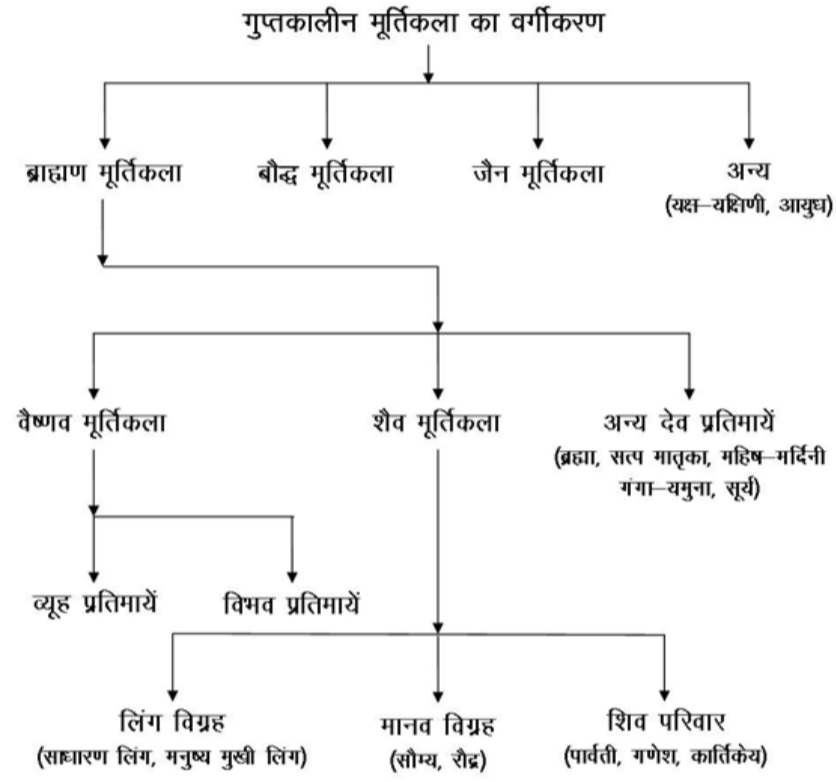 गुप्तकालीन मूर्तिकला का वर्गीकरण
ब्राह्मण मूर्तिकला
बौद्ध मूर्तिकला
जैन मूर्तिकला
अन्य
(यक्ष–यक्षिणी, आयुध)
वैष्णव मूर्तिकला
शैव मूर्तिकला
अन्य देव प्रतिमायें
(ब्रह्मा, सत्प मातृका, महिष–मर्दिनी
गंगा–यमुना, सूर्य)
व्यूह प्रतिमायें
विभव प्रतिमायें
लिंग विग्रह
(साधारण लिंग, मनुष्य मुखी लिंग)
मानव विग्रह
(सौम्य, रौद्र)
शिव परिवार
(पार्वती, गणेश, कार्तिकेय)